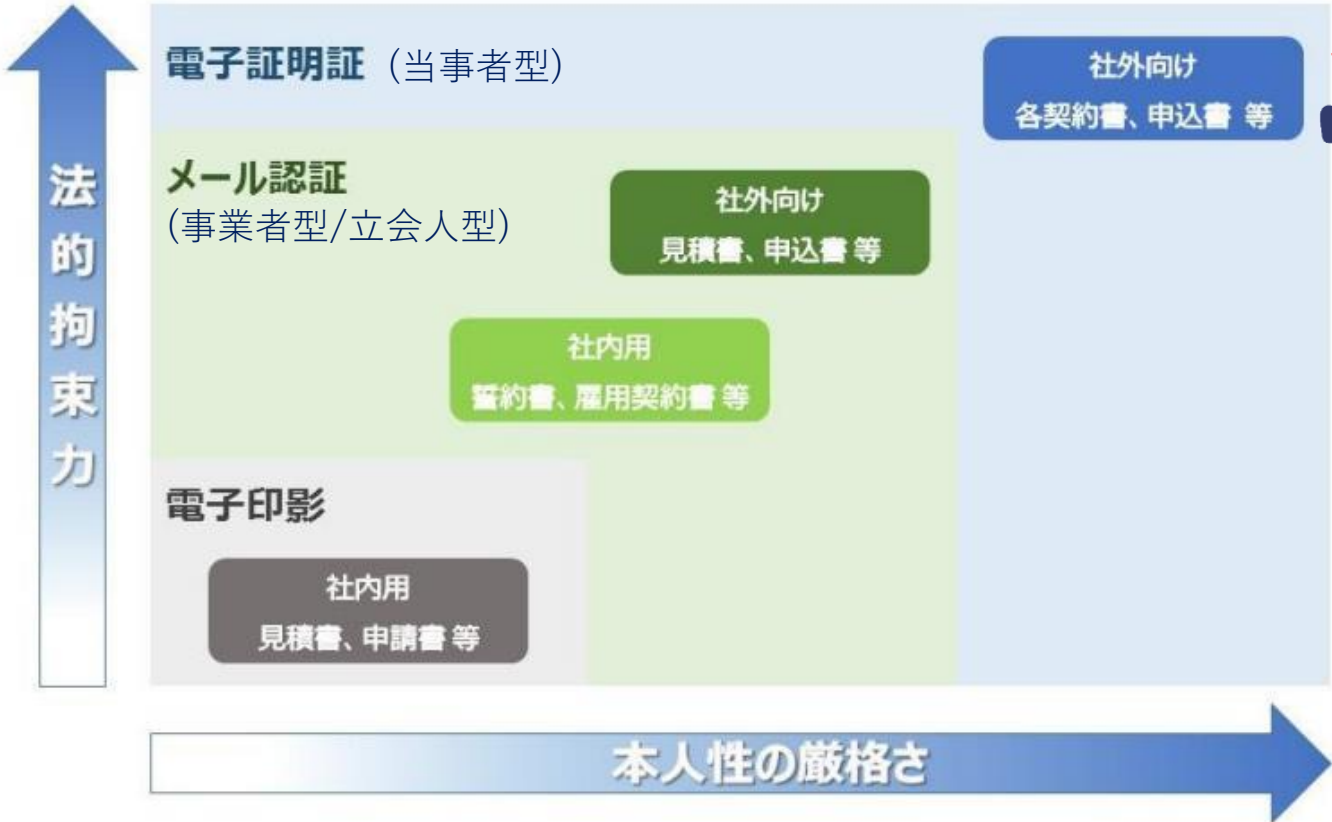 電子証明証 (当事者型)
社外向け
各契約書、申込書 等
メール認証
(事業者型/立会人型)
社外向け
見積書、申込書 等
社内用
誓約書、雇用契約書 等
電子印影
社内用
見積書、申請書 等
法的拘束力
本人性の厳格さ